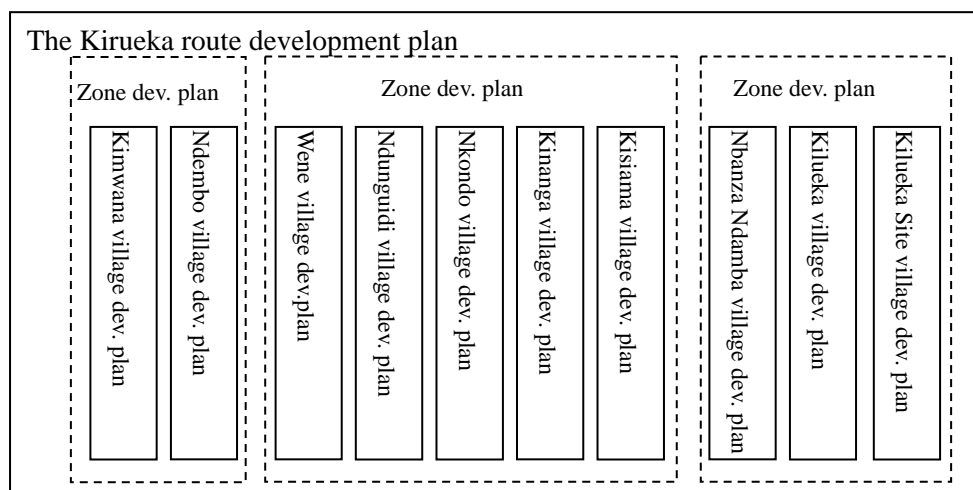 The Kirueka route development plan
Zone dev. plan
Kimwana village dev. plan
Ndembo village dev. plan
Zone dev. plan
Wene village dev.plan
Ndunguidi village dev. plan
Nkondo village dev. plan
Kinanga village dev. plan
Kisiama village dev. plan
Zone dev. plan
Nbanza Ndamba village dev. plan
Kilueka village dev. plan
Kilueka Site village dev. plan